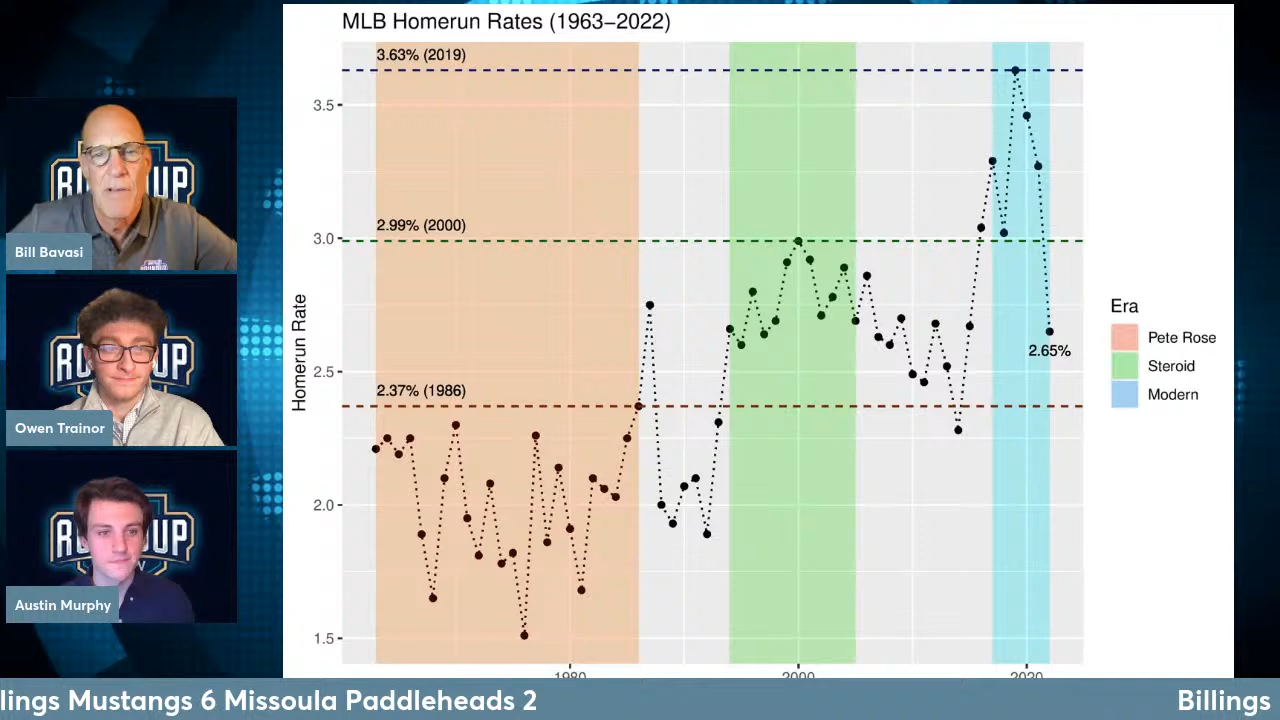 MLB Homerun Rates (1963–2022)
3.63% (2019)
3.5
2.99% (2000)
3.0
2.5
2.37% (1986)
2.0
1.5
Homerun Rate
2.65%
Era
Pete Rose
Steroid
Modern
1980
2000
2020
Bill Bavasi
Owen Trainor
Austin Murphy
lings Mustangs 6 Missoula Paddleheads 2
Billings